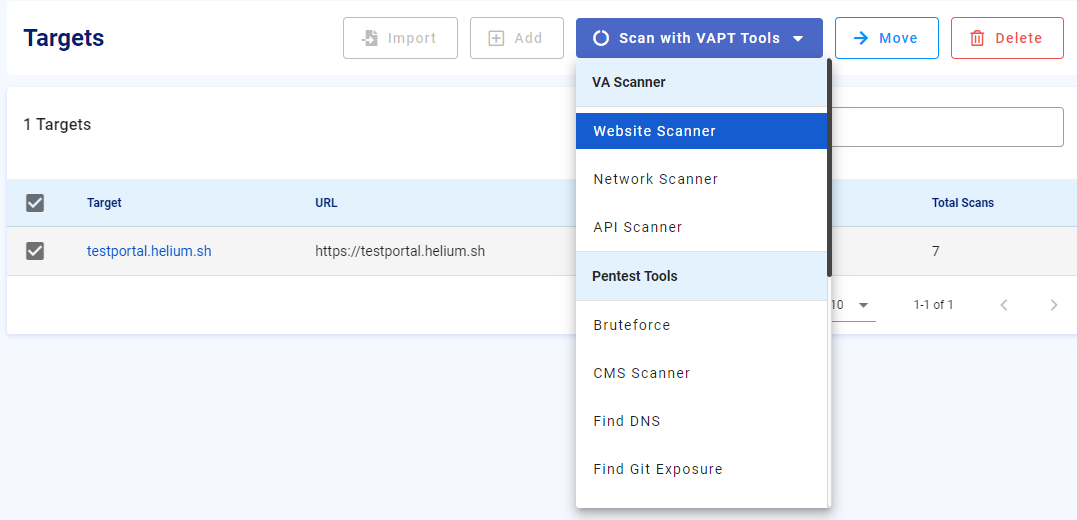 Targets
Import
Add
Scan with VAPT Tools
Move
Delete
VA Scanner
1 Targets
Website Scanner
Network Scanner
Target
URL
Total Scans
API Scanner
testportal.helium.sh
https://testportal.helium.sh
7
Pentest Tools
10
1-1 of 1
Bruteforce
CMS Scanner
Find DNS
Find Git Exposure